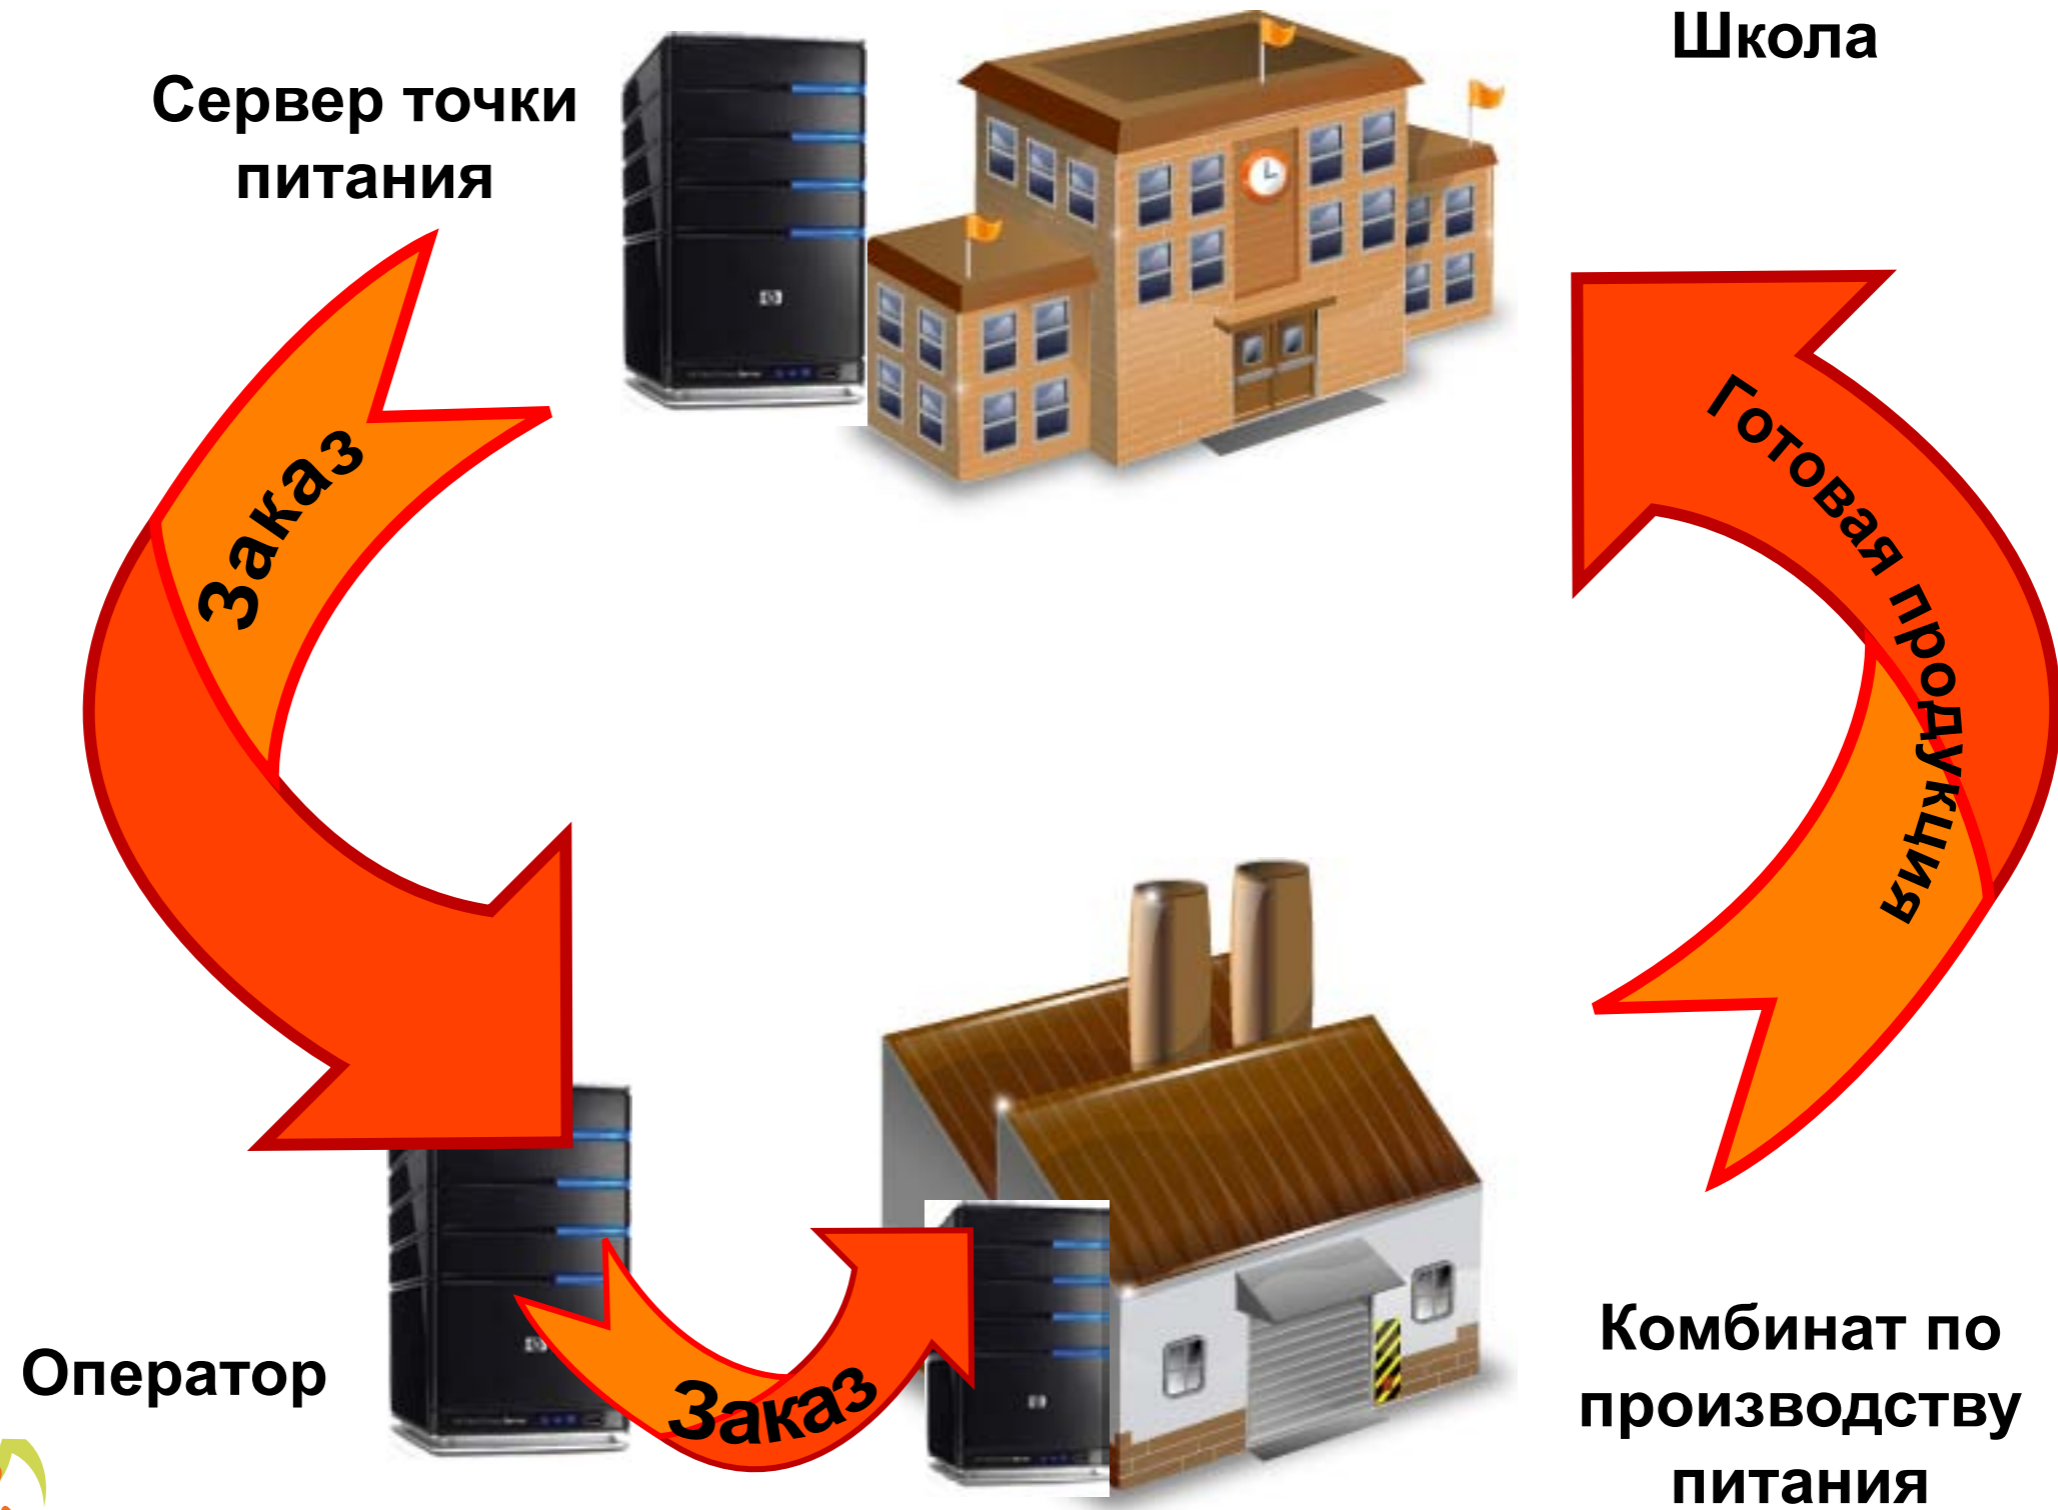 Школа
Сервер точки
питания
Заказ
Готовая продукция
Оператор
Заказ
Комбинат по
производству
питания